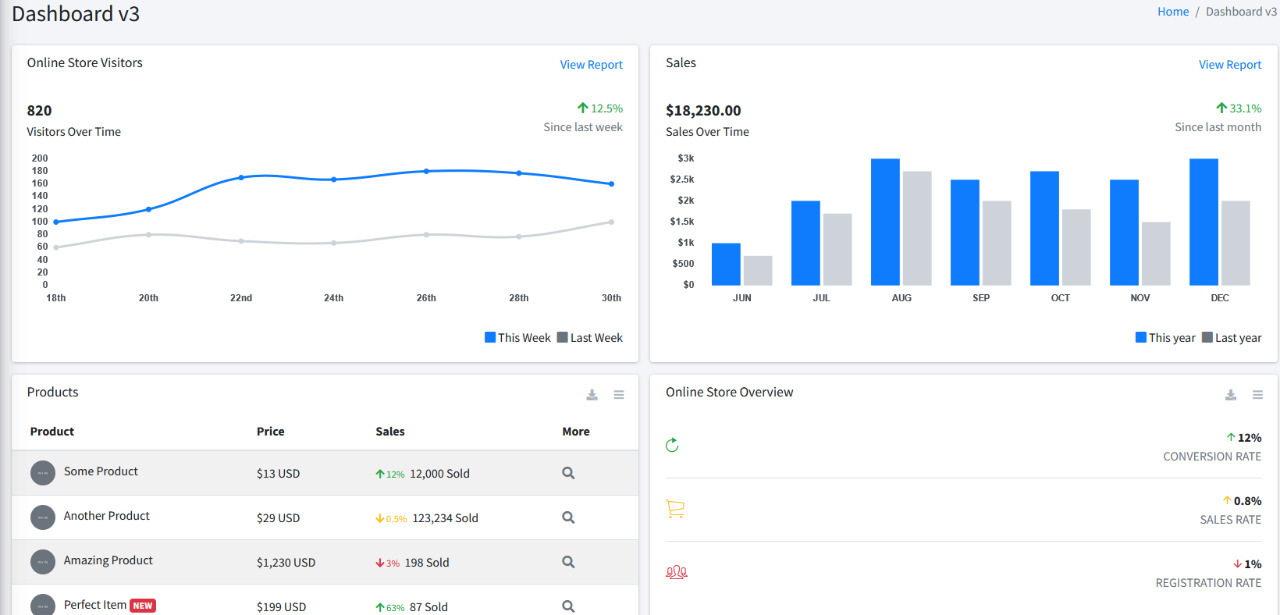 Dashboard v3
Home / Dashboard v3
Online Store Visitors
View Report
820
Visitors Over Time
12.5%
Since last week
200
180
160
140
120
100
80
60
40
20
0
18th 20th 22nd 24th 26th 28th 30th
This Week Last Week
Sales
View Report
$18,230.00
Sales Over Time
33.1%
Since last month
$3k
$2.5k
$2k
$1.5k
$1k
$500
$0
JUN JUL AUG SEP OCT NOV DEC
This year Last year
Products
Product Price Sales More
Some Product $13 USD 12% 12,000 Sold
Another Product $29 USD 0.5% 123,234 Sold
Amazing Product $1,230 USD 3% 198 Sold
Perfect Item NEW $199 USD 63% 87 Sold
Online Store Overview
12%
CONVERSION RATE
0.8%
SALES RATE
1%
REGISTRATION RATE